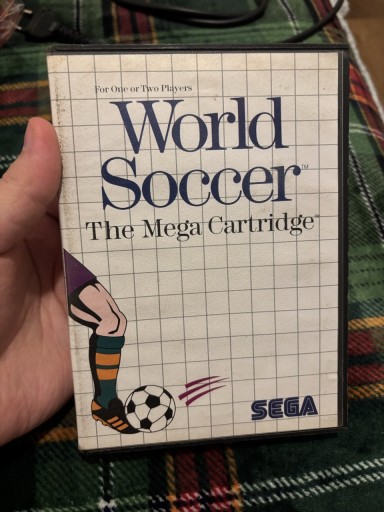 For One or Two Players
World
Soccer™
The Mega Cartridge™
SEGA